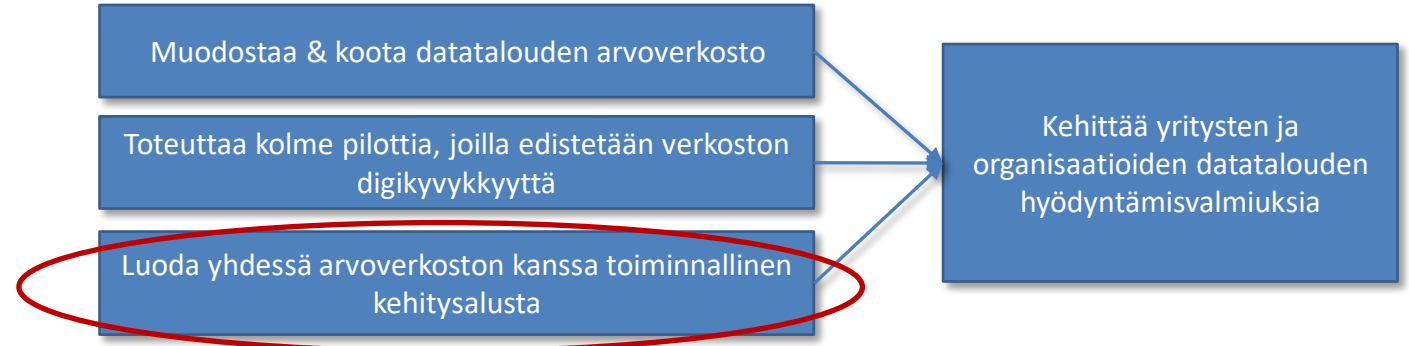 Muodostaa & koota datatalouden arvoverkosto
Toteuttaa kolme pilottia, joilla edistetään verkoston
digikyvykkyyttä
Luoda yhdessä arvoverkoston kanssa toiminnallinen
kehitysalusta
Kehittää yritysten ja
organisaatioiden datatalouden
hyödyntämisvalmiuksia